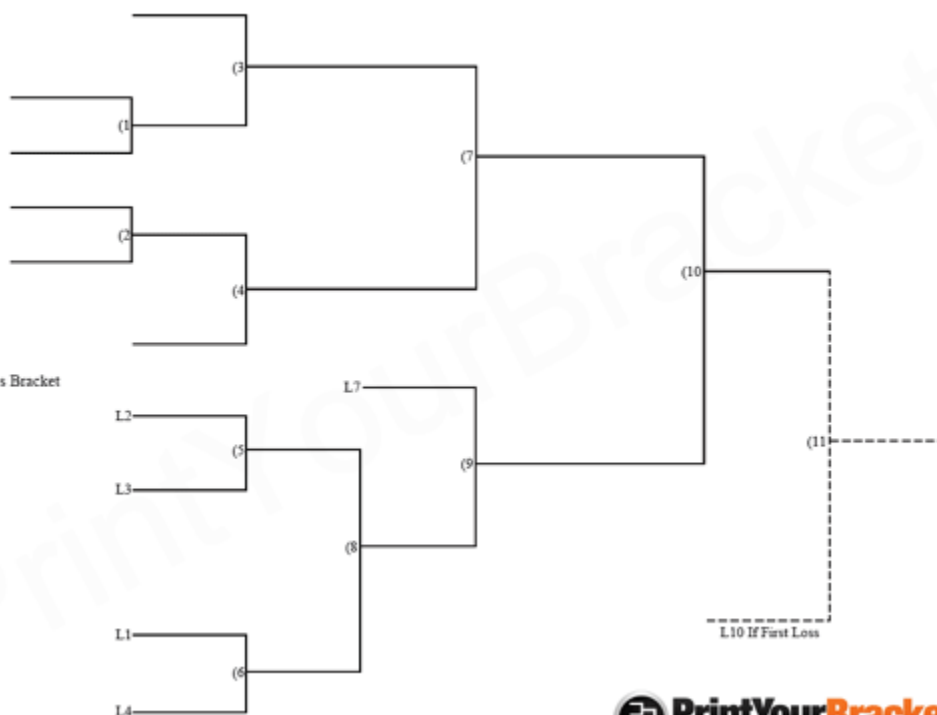 (3
(1
(7
(2
(10
(4
s Bracket
L7
L2
(5
(11
(9
L3
(8
L10 If First Loss
L1
(6
L4
PrintYourBracke
PrintYourBracket